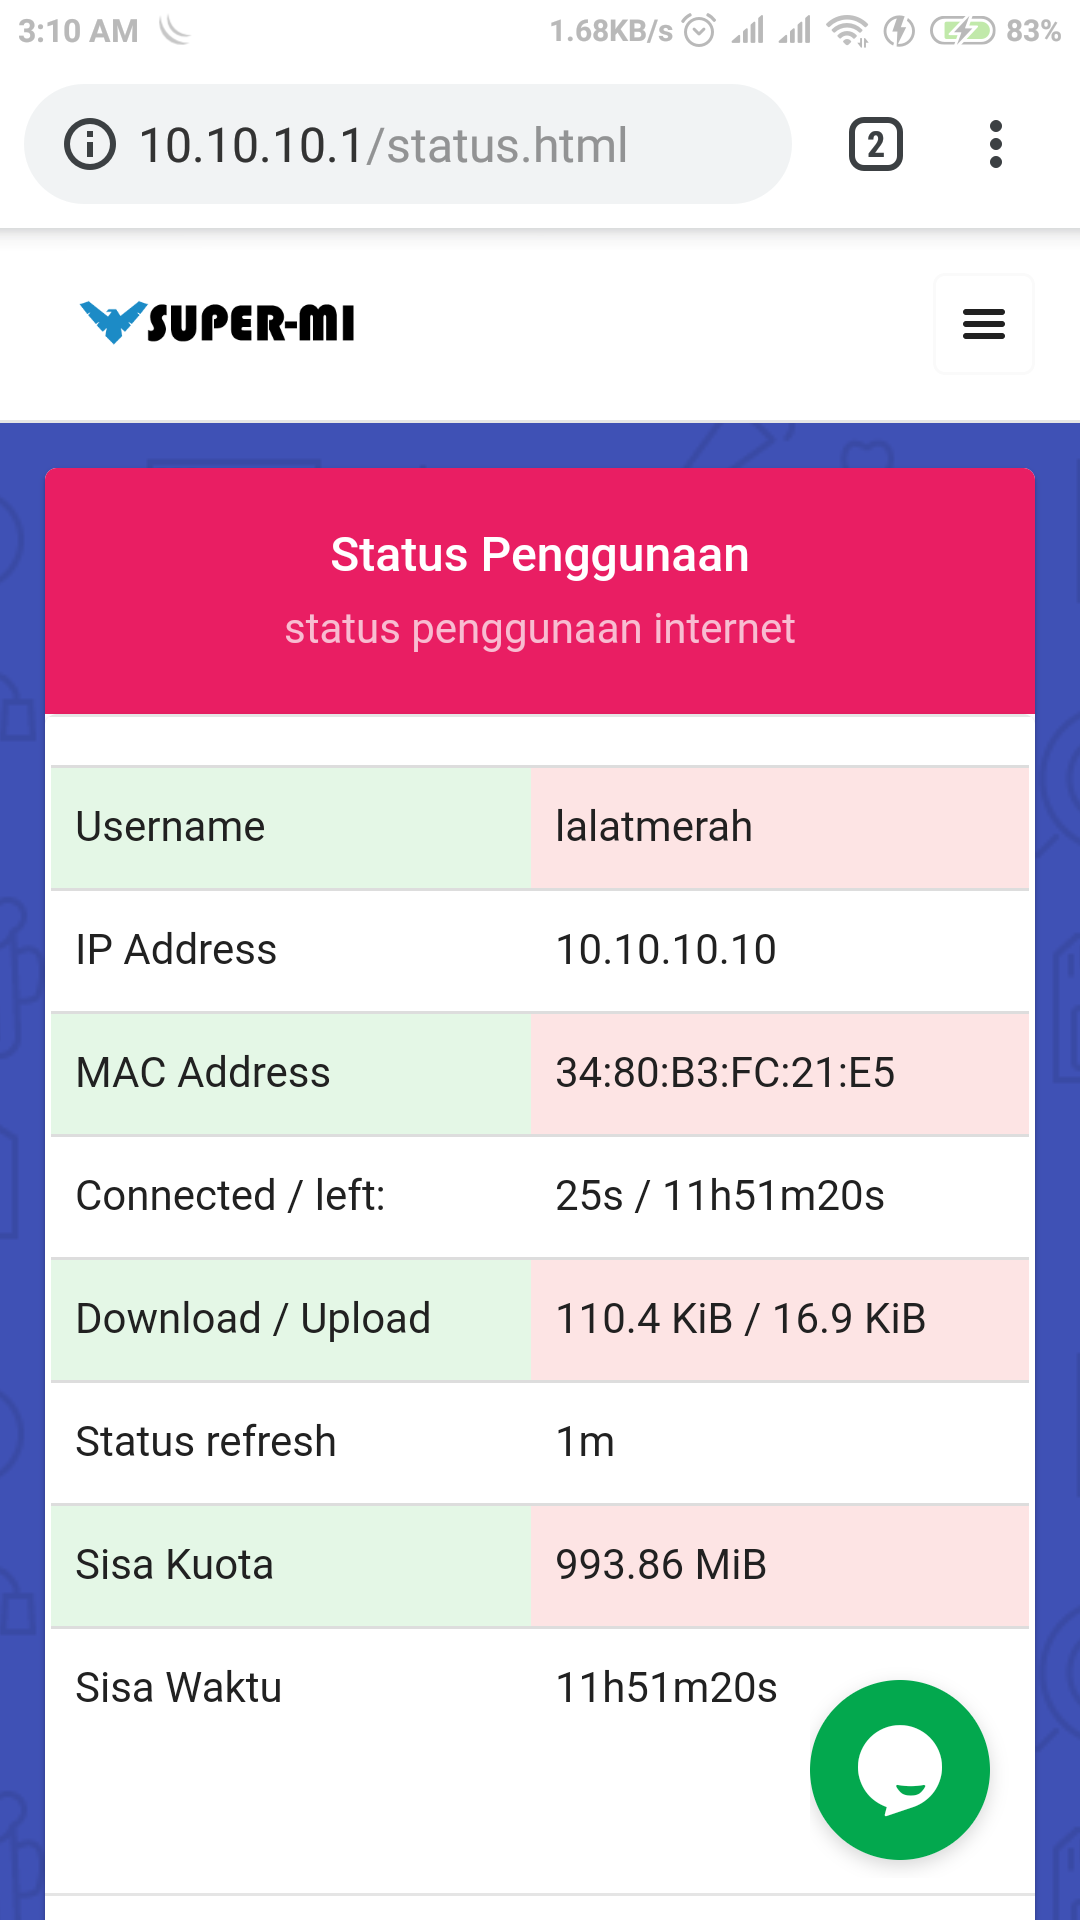 3:10 AM 1.68KB/s 83%
10.10.10.1/status.html 2
SUPER-MI
Status Penggunaan
status penggunaan internet
Username lalatmerah
IP Address 10.10.10.10
MAC Address 34:80:B3:FC:21:E5
Connected / left: 25s / 11h51m20s
Download / Upload 110.4 KiB / 16.9 KiB
Status refresh 1m
Sisa Kuota 993.86 MiB
Sisa Waktu 11h51m20s